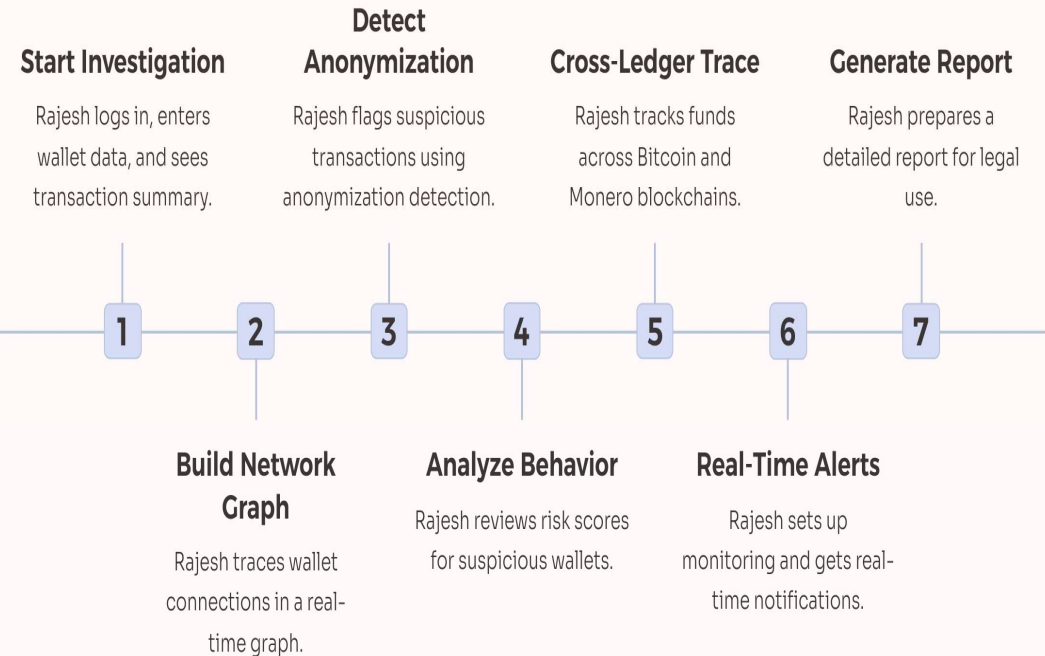 Start Investigation
Rajesh logs in, enters
wallet data, and sees
transaction summary.
1
Build Network
Graph
Rajesh traces wallet
connections in a real-
time graph.
2
Detect
Anonymization
Rajesh flags suspicious
transactions using
anonymization detection.
3
Analyze Behavior
Rajesh reviews risk scores
for suspicious wallets.
4
Cross-Ledger Trace
Rajesh tracks funds
across Bitcoin and
Monero blockchains.
5
Real-Time Alerts
Rajesh sets up
monitoring and gets real-
time notifications.
6
Generate Report
Rajesh prepares a
detailed report for legal
use.
7